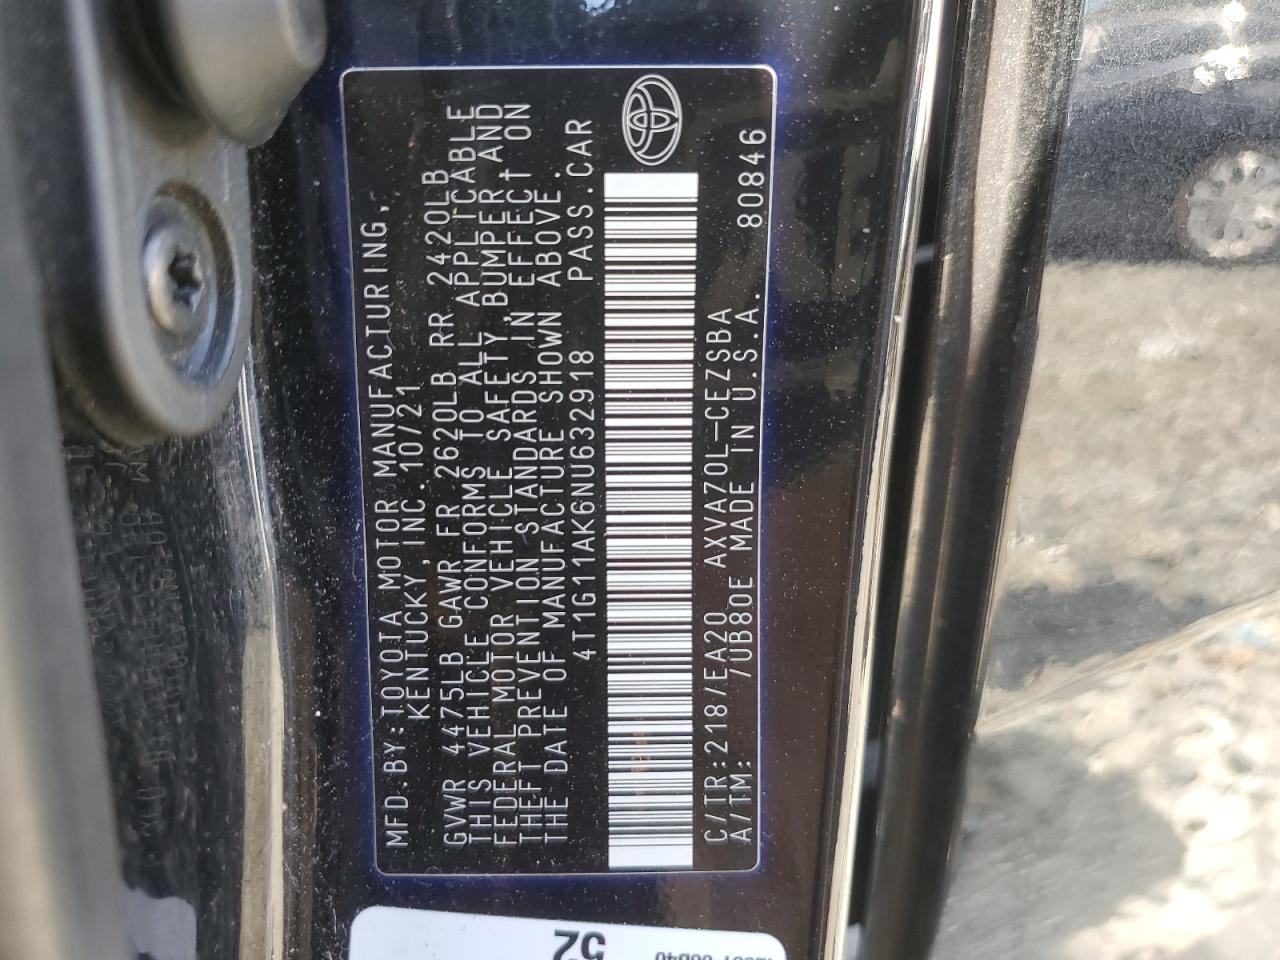 MFD.BY:TOYOTA MOTOR MANUFACTURING,
KENTUCKY,INC.10/21
GVWR 4475LB GAWR FR 2620LB RR 2420LB
THIS VEHICLE CONFORMS TO ALL APPLICABLE
FEDERAL MOTOR VEHICLE SAFETY,BUMPER,AND
THEFT PREVENTION STANDARDS IN EFFECT ON
THE DATE OF MANUFACTURE SHOWN ABOVE.
4T1G11AK6NU632918 PASS.CAR
C/TR:218/EA20 AXVA70L-CEZSBA
A/TM: /UB80E MADE IN U.S.A. 80846
52